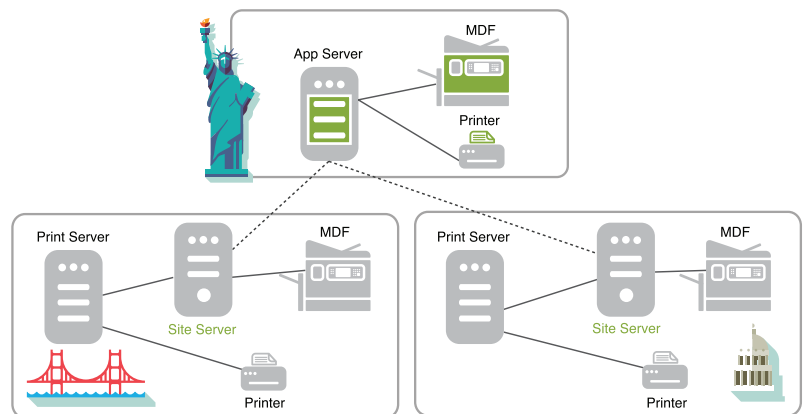 MDF
App Server
Printer
Print Server
MDF
Site Server
Printer
Print Server
MDF
Site Server
Printer